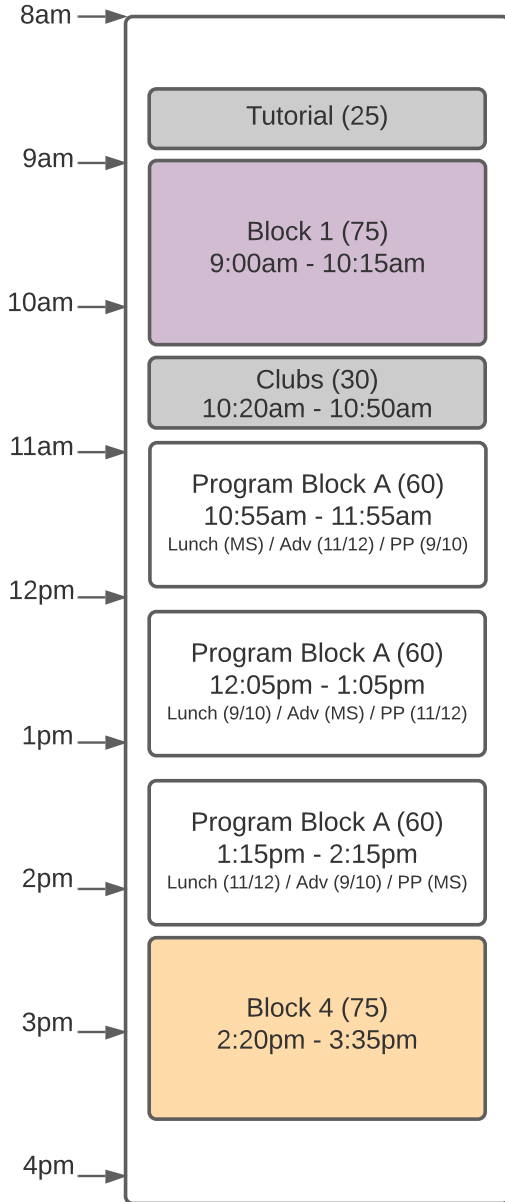 8am
Tutorial (25)
9am
Block 1 (75)
9:00am - 10:15am
10am
Clubs (30)
10:20am - 10:50am
11am
Program Block A (60)
10:55am - 11:55am
Lunch (MS) / Adv (11/12) / PP (9/10)
12pm
Program Block A (60)
12:05pm - 1:05pm
Lunch (9/10) / Adv (MS) / PP (11/12)
1pm
Program Block A (60)
1:15pm - 2:15pm
Lunch (11/12) / Adv (9/10) / PP (MS)
2pm
Block 4 (75)
2:20pm - 3:35pm
3pm
4pm